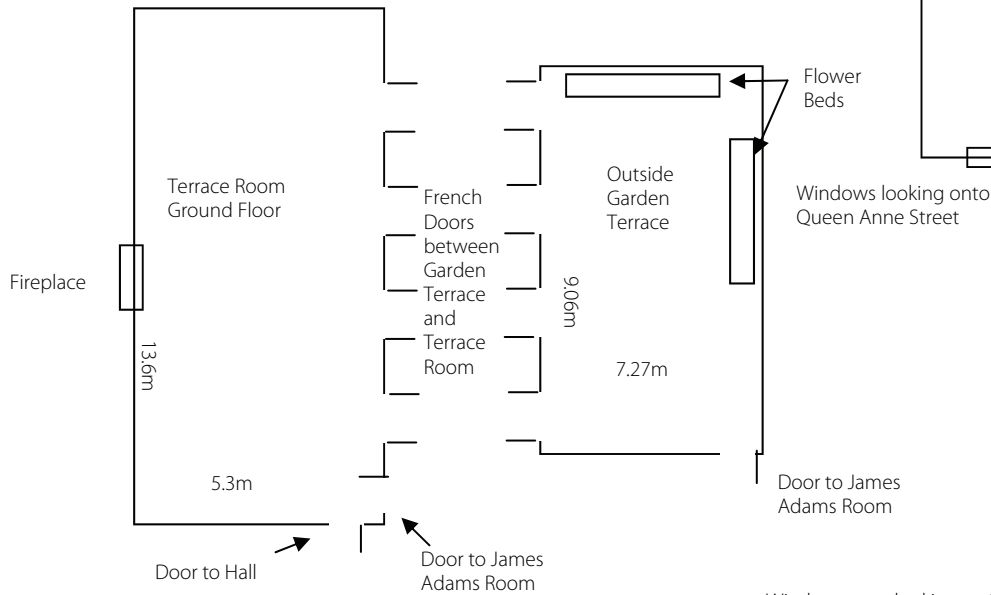 Flower
Beds
Terrace Room
Ground Floor
Outside
Garden
Terrace
French
Doors
between
Garden
Terrace
and
Terrace
Room
Windows looking onto
Queen Anne Street
Fireplace
9.06m
13.6m
7.27m
5.3m
Door to James
Adams Room
Door to Hall
Door to James
Adams Room